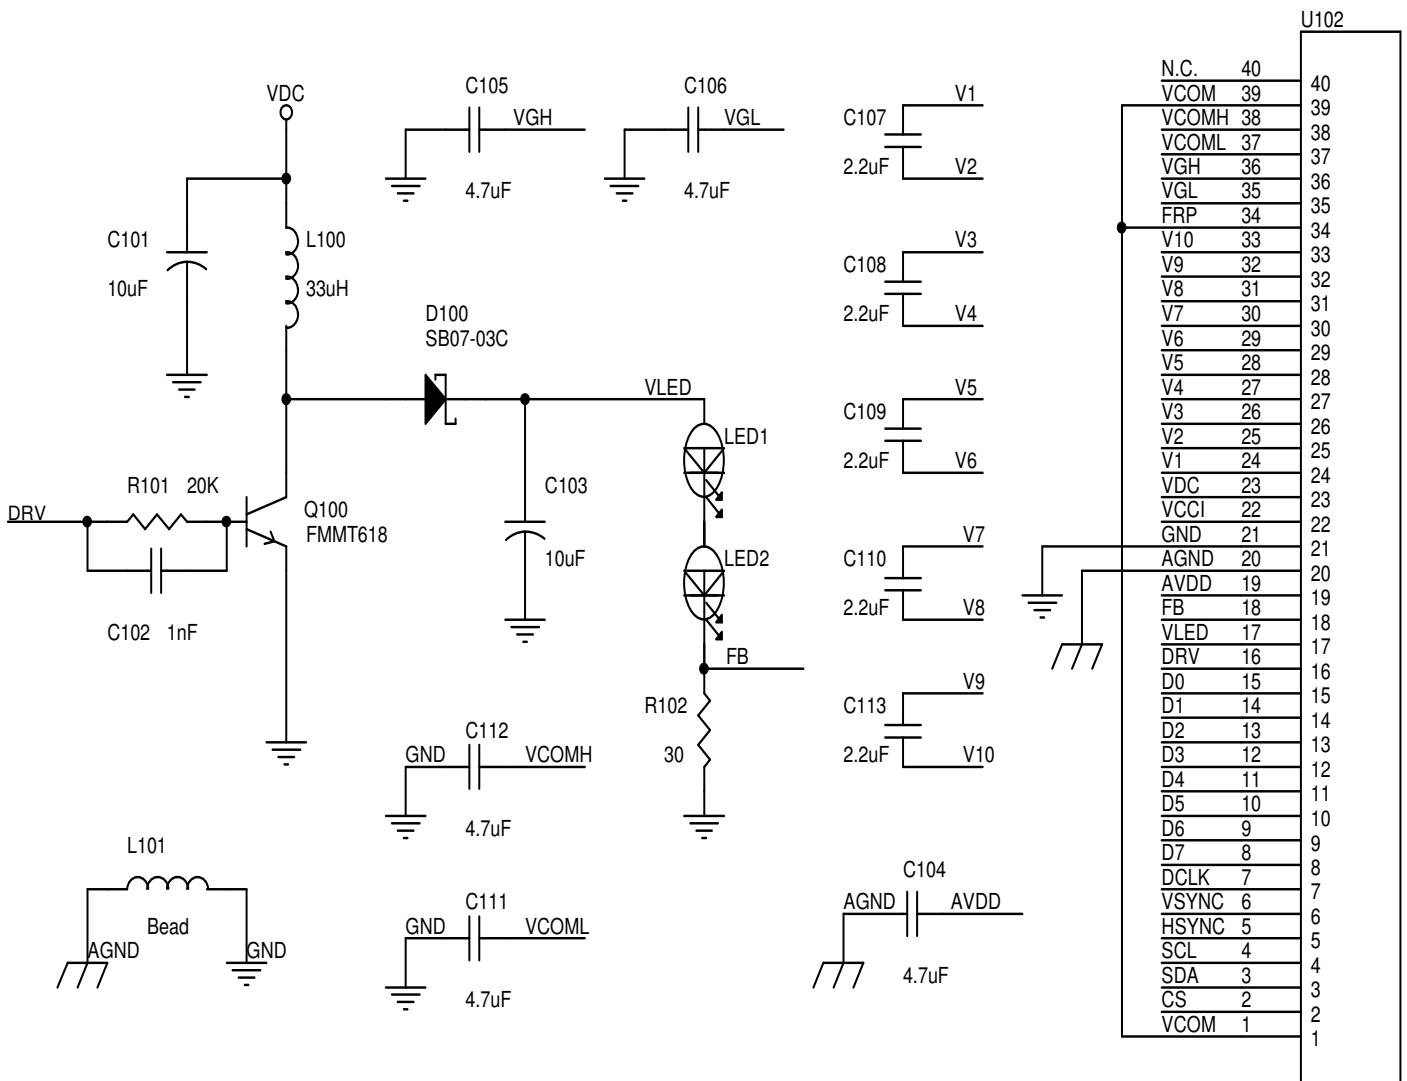 U102
VDC
C101
10uF
L100
33uH
D100
SB07-03C
VLED
R101 20K
DRV
C102 1nF
Q100
FMMT618
C103
10uF
LED1
LED2
FB
R102
30
C105
VGH
4.7uF
C106
VGL
4.7uF
C107
2.2uF
V1
V2
C108
2.2uF
V3
V4
C109
2.2uF
V5
V6
C110
2.2uF
V7
V8
C113
2.2uF
V9
V10
C112
GND VCOMH
4.7uF
C111
GND VCOML
4.7uF
L101
Bead
AGND GND
C104
AGND AVDD
4.7uF
N.C. 40 40
VCOM 39 39
VCOMH 38 38
VCOML 37 37
VGH 36 36
VGL 35 35
FRP 34 34
V10 33 33
V9 32 32
V8 31 31
V7 30 30
V6 29 29
V5 28 28
V4 27 27
V3 26 26
V2 25 25
V1 24 24
VDC 23 23
VCCI 22 22
GND 21 21
AGND 20 20
AVDD 19 19
FB 18 18
VLED 17 17
DRV 16 16
D0 15 15
D1 14 14
D2 13 13
D3 12 12
D4 11 11
D5 10 10
D6 9 9
D7 8 8
DCLK 7 7
VSYNC 6 6
HSYNC 5 5
SCL 4 4
SDA 3 3
CS 2 2
VCOM 1 1